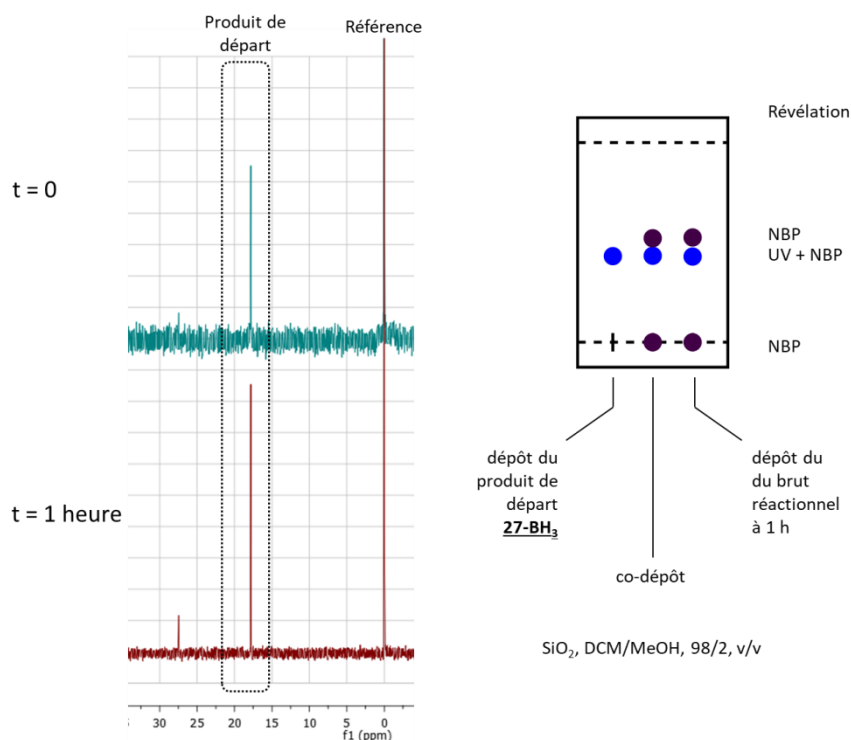 Produit de
départ
Référence
t = 0
t = 1 heure
30
25
20
15
10
5
0
f1 (ppm)
Révélation
NBP
UV + NBP
NBP
dépôt du
produit de
départ
27-BH₃
dépôt du
du brut
réactionnel
à 1 h
co-dépôt
SiO₂, DCM/MeOH, 98/2, v/v